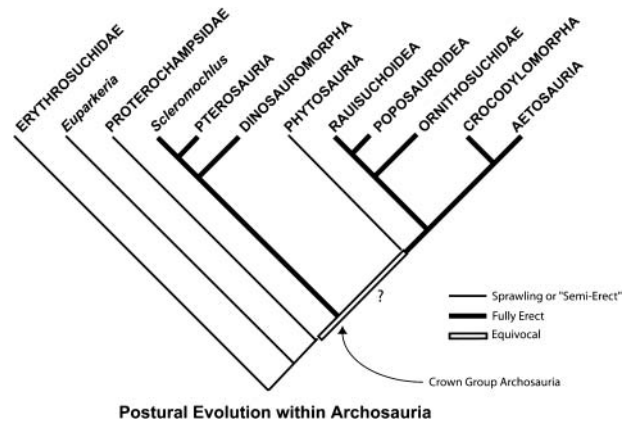 ERYTHROSUCHIDAE
Euparkeria
PROTEROCHAMPSIDAE
Scleromochlus
PTEROSAURIA
DINOSAUROMORPHA
PHYTOSAURIA
RAUISUCHOIDEA
POPOSAUROIDEA
ORNITHOSUCHIDAE
CROCODYLOMORPHA
AETOSAURIA
?
Sprawling or "Semi-Erect"
Fully Erect
Equivocal
Crown Group Archosauria
Postural Evolution within Archosauria